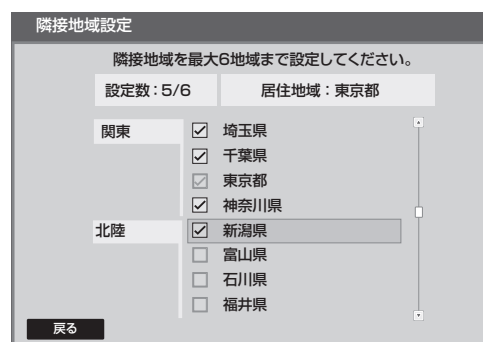 隣接地域設定
隣接地域を最大6地域まで設定してください。
設定数：5/6 居住地域：東京都
関東 埼玉県
千葉県
東京都
神奈川県
北陸 新潟県
富山県
石川県
福井県
戻る